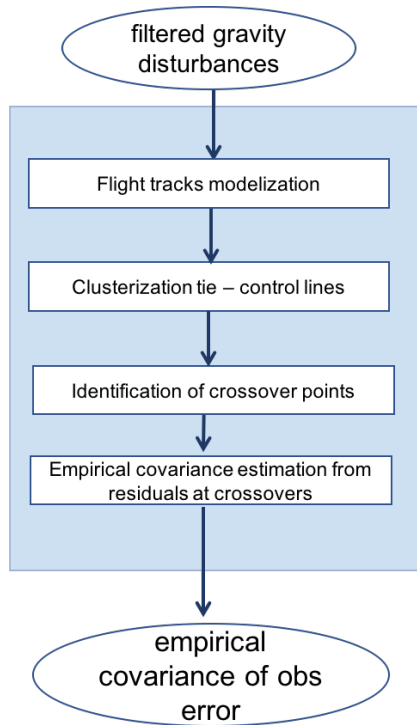 filtered gravity
disturbances
Flight tracks modelization
Clusterization tie – control lines
Identification of crossover points
Empirical covariance estimation from
residuals at crossovers
empirical
covariance of obs
error